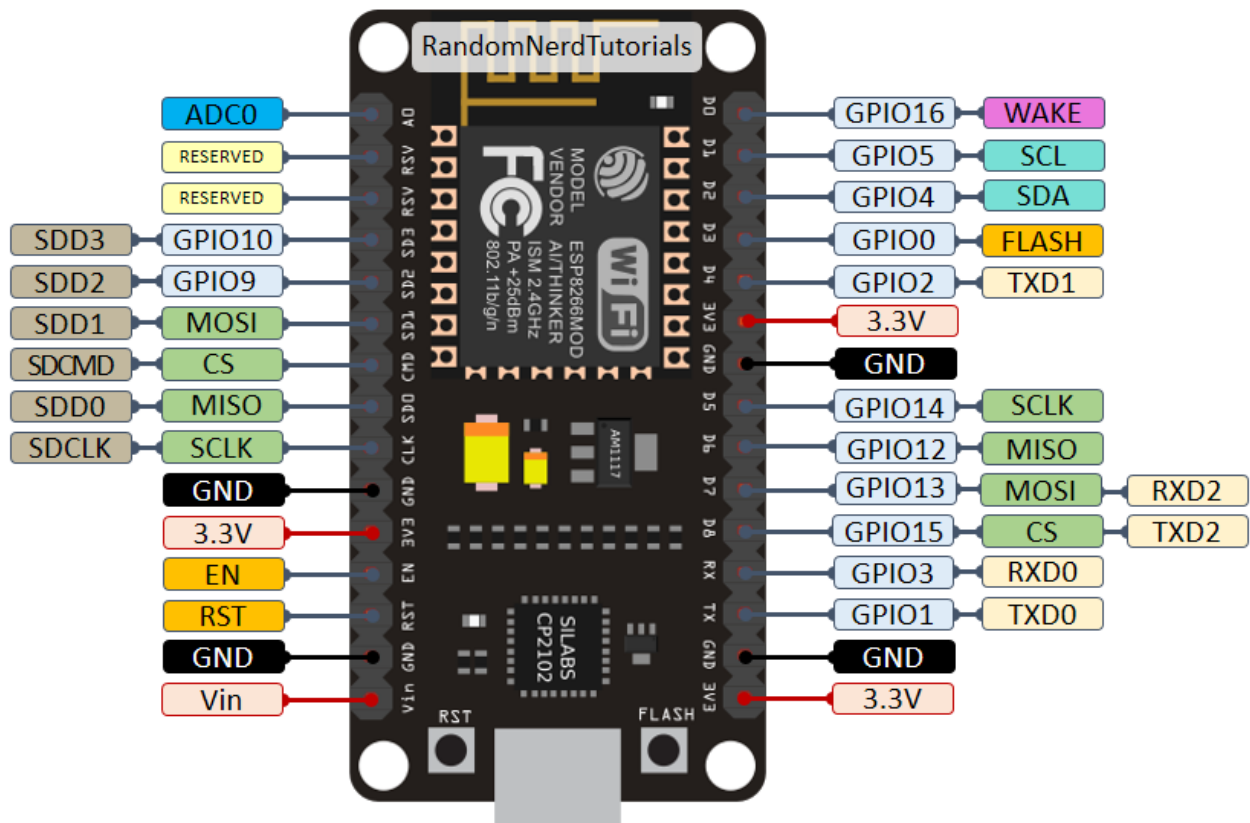 RandomNerdTutorials
ADC0
RESERVED
RESERVED
SDD3 GPIO10
SDD2 GPIO9
SDD1 MOSI
SDCMD CS
SDD0 MISO
SDCLK SCLK
GND
3.3V
EN
RST
GND
Vin
A0
RSV
RSV
SD3
SD2
SD1
CMD
SD0
CLK
GND
3V3
EN
RST
GND
Vin
MODEL
VENDOR
ESP8266MOD
AI/THINKER
ISM 2.4GHz
PA +25dBm
802.11b/g/n
FC
WiFi
AM1117
SILABS
CP2102
RST
FLASH
D0
D1
D2
D3
D4
3V3
GND
D5
D6
D7
D8
RX
TX
GND
3V3
GPIO16 WAKE
GPIO5 SCL
GPIO4 SDA
GPIO0 FLASH
GPIO2 TXD1
3.3V
GND
GPIO14 SCLK
GPIO12 MISO
GPIO13 MOSI RXD2
GPIO15 CS TXD2
GPIO3 RXD0
GPIO1 TXD0
GND
3.3V